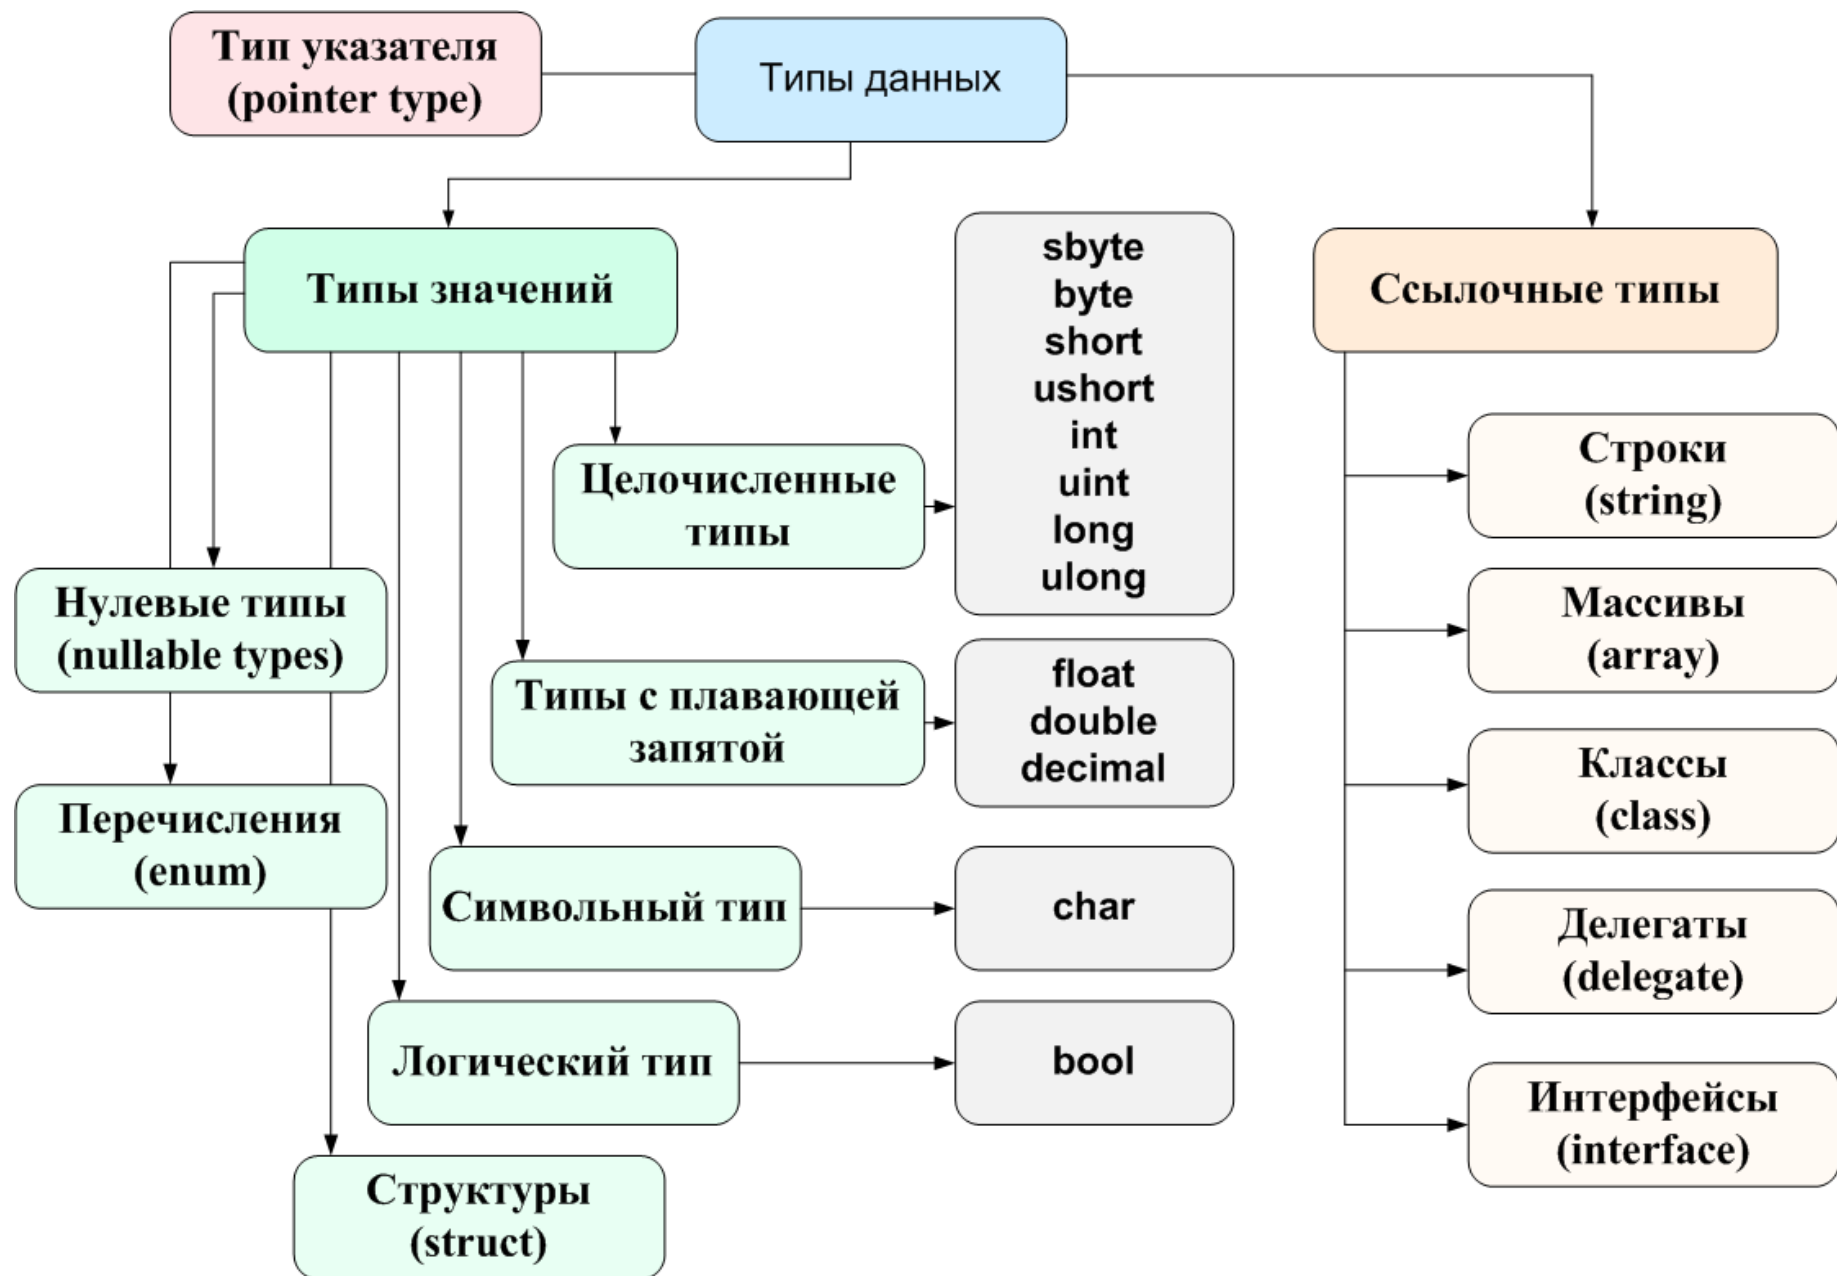 Тип указателя
(pointer type)
Типы данных
Типы значений
Ссылочные типы
sbyte
byte
short
ushort
int
uint
long
ulong
Целочисленные
типы
Строки
(string)
Нулевые типы
(nullable types)
Массивы
(array)
Типы с плавающей
запятой
float
double
decimal
Классы
(class)
Перечисления
(enum)
Символьный тип
char
Делегаты
(delegate)
Логический тип
bool
Интерфейсы
(interface)
Структуры
(struct)